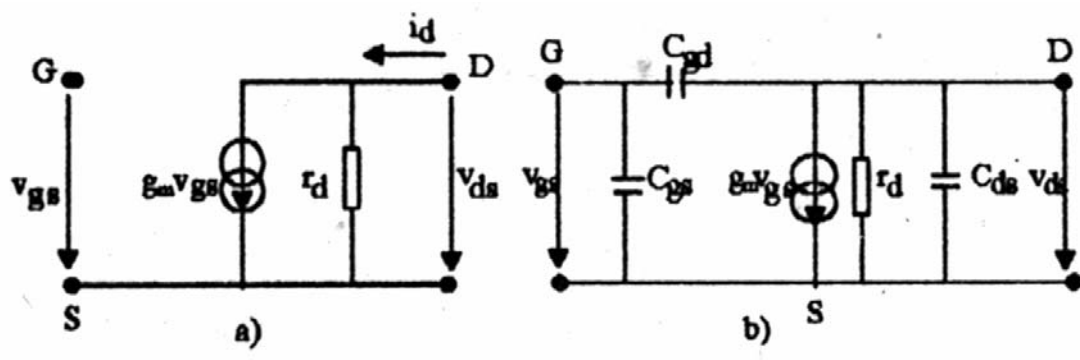 i_d
G
D
v_gs
g_m v_gs
r_d
v_ds
S
a)
G
C_gd
D
v_gs
C_gs
g_m v_gs
r_d
C_ds
v_ds
S
b)